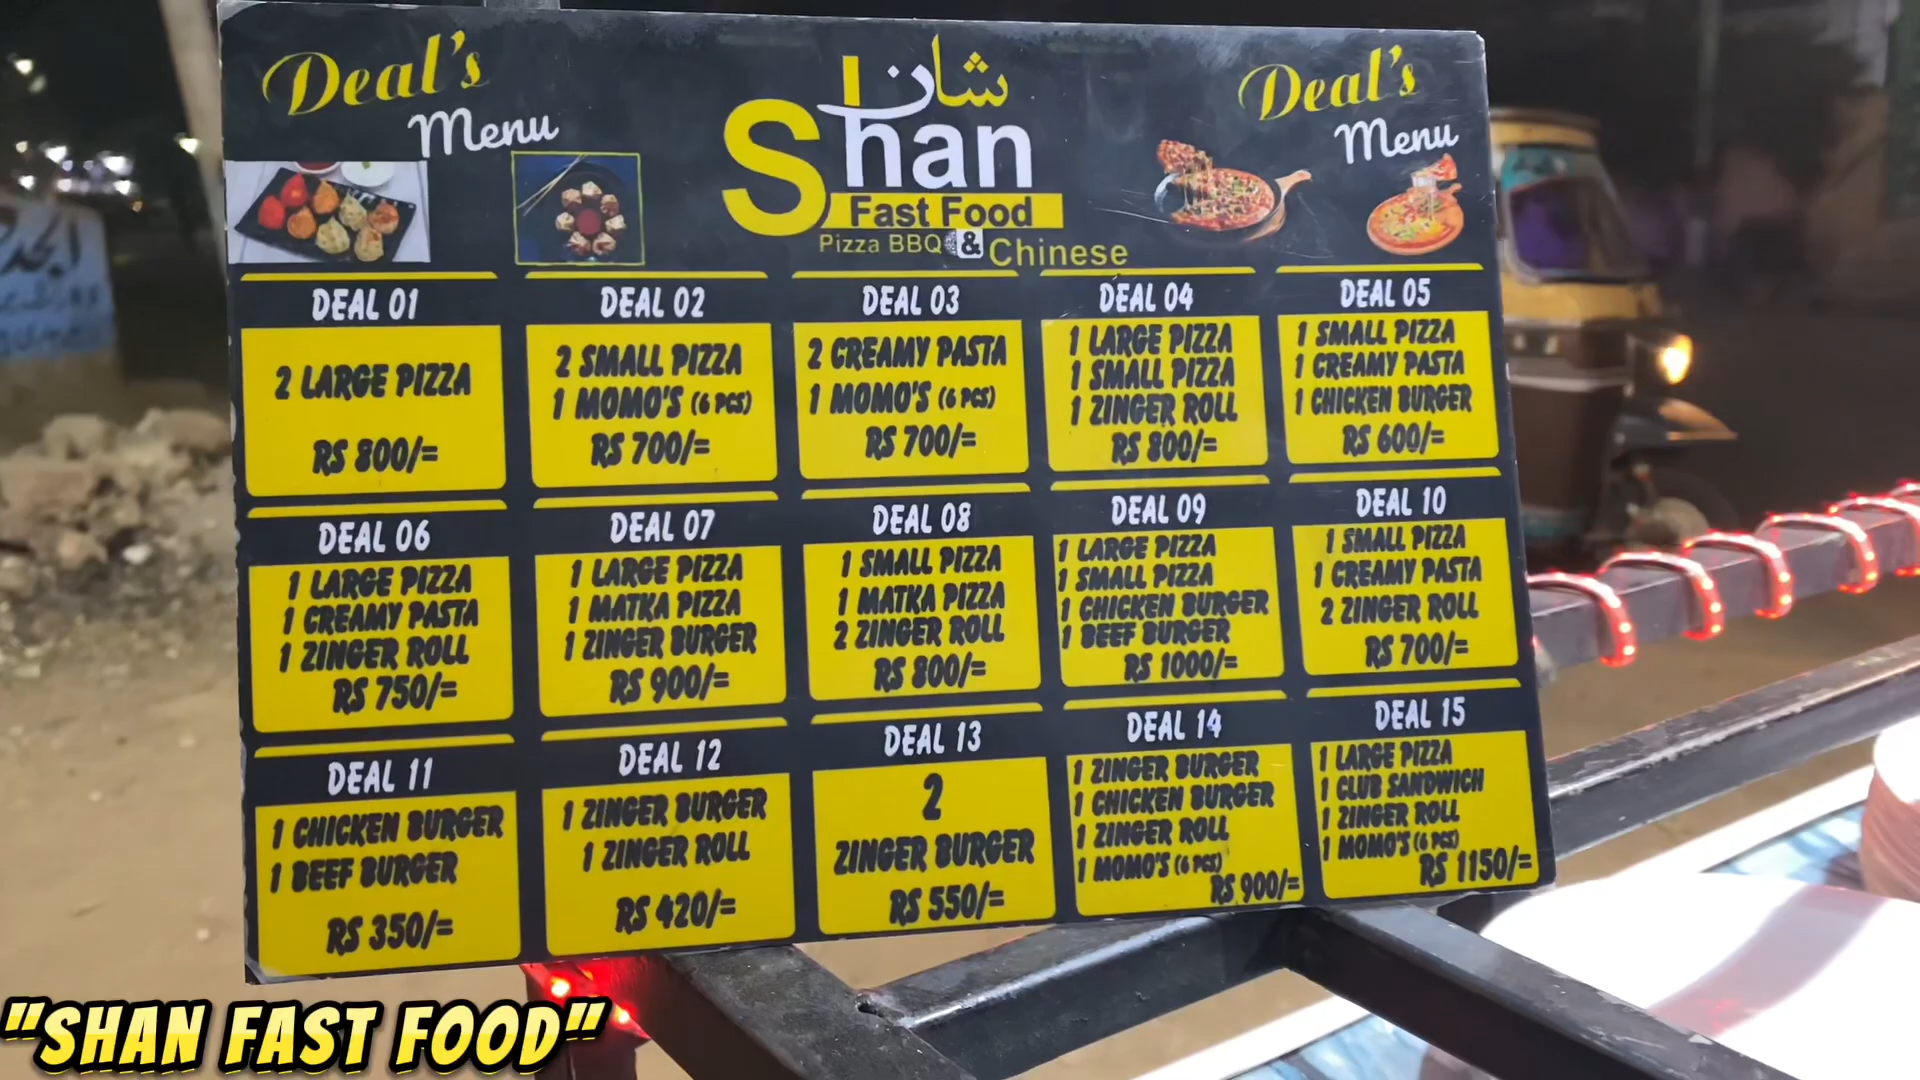 Deal's
Menu
شان
Shan
Fast Food
Pizza BBQ & Chinese
Deal's
Menu
DEAL 01
2 LARGE PIZZA
RS 800/=
DEAL 02
2 SMALL PIZZA
1 MOMO'S (6 PCS)
RS 700/=
DEAL 03
2 CREAMY PASTA
1 MOMO'S (6 PCS)
RS 700/=
DEAL 04
1 LARGE PIZZA
1 SMALL PIZZA
1 ZINGER ROLL
RS 800/=
DEAL 05
1 SMALL PIZZA
1 CREAMY PASTA
1 CHICKEN BURGER
RS 600/=
DEAL 06
1 LARGE PIZZA
1 CREAMY PASTA
1 ZINGER ROLL
RS 750/=
DEAL 07
1 LARGE PIZZA
1 MATKA PIZZA
1 ZINGER BURGER
RS 900/=
DEAL 08
1 SMALL PIZZA
1 MATKA PIZZA
2 ZINGER ROLL
RS 800/=
DEAL 09
1 LARGE PIZZA
1 SMALL PIZZA
1 CHICKEN BURGER
1 BEEF BURGER
RS 1000/=
DEAL 10
1 SMALL PIZZA
1 CREAMY PASTA
2 ZINGER ROLL
RS 700/=
DEAL 11
1 CHICKEN BURGER
1 BEEF BURGER
RS 350/=
DEAL 12
1 ZINGER BURGER
1 ZINGER ROLL
RS 420/=
DEAL 13
2
ZINGER BURGER
RS 550/=
DEAL 14
1 ZINGER BURGER
1 CHICKEN BURGER
1 ZINGER ROLL
1 MOMO'S (6 PCS)
RS 900/=
DEAL 15
1 LARGE PIZZA
1 CLUB SANDWICH
1 ZINGER ROLL
1 MOMO'S (6 PCS)
RS 1150/=
"SHAN FAST FOOD"